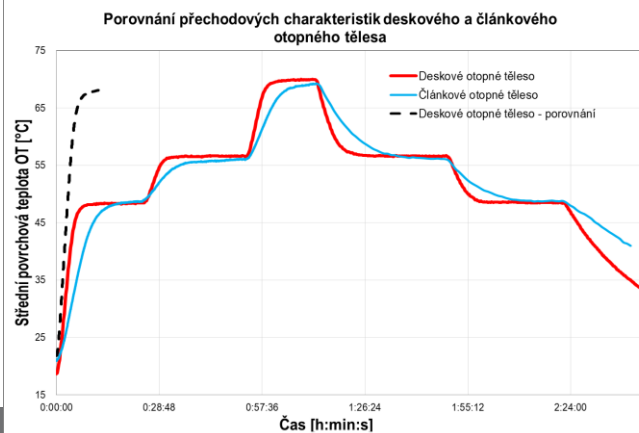 Porovnání přechodových charakteristik deskového a článkového
otopného tělesa
75
65
55
45
35
25
15
Střední povrchová teplota OT [°C]
Deskové otopné těleso
Článkové otopné těleso
Deskové otopné těleso - porovnání
0:00:00 0:28:48 0:57:36 1:26:24 1:55:12 2:24:00
Čas [h:min:s]